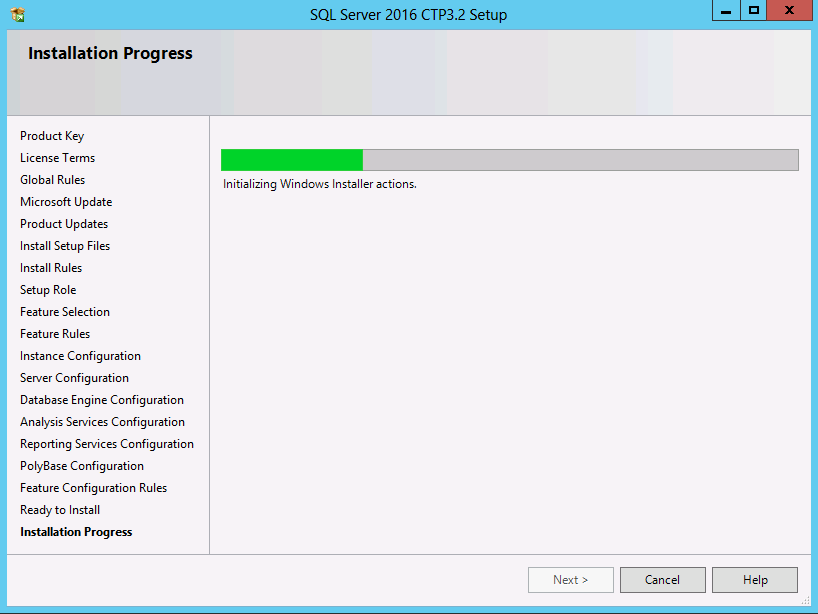 SQL Server 2016 CTP3.2 Setup
Installation Progress
Product Key
License Terms
Global Rules
Microsoft Update
Product Updates
Install Setup Files
Install Rules
Setup Role
Feature Selection
Feature Rules
Instance Configuration
Server Configuration
Database Engine Configuration
Analysis Services Configuration
Reporting Services Configuration
PolyBase Configuration
Feature Configuration Rules
Ready to Install
Installation Progress
Initializing Windows Installer actions.
Next >
Cancel
Help